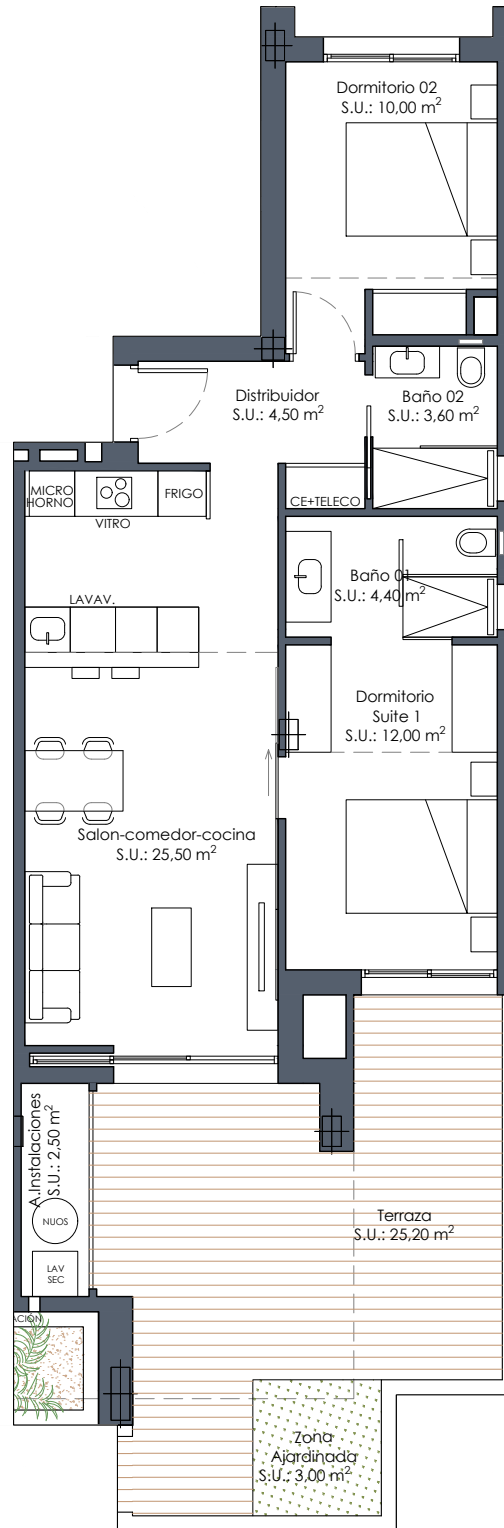 Dormitorio 02
S.U.: 10,00 m²
Distribuidor
S.U.: 4,50 m²
Baño 02
S.U.: 3,60 m²
MICRO
HORNO
VITRO
FRIGO
CE+TELECO
Baño 01
S.U.: 4,40 m²
LAVAV.
Dormitorio
Suite 1
S.U.: 12,00 m²
Salon-comedor-cocina
S.U.: 25,50 m²
A.Instalaciones
S.U.: 2,50 m²
NUOS
LAV
SEC
Terraza
S.U.: 25,20 m²
ACIÓN
Zona
Ajardinada
S.U.: 3,00 m²